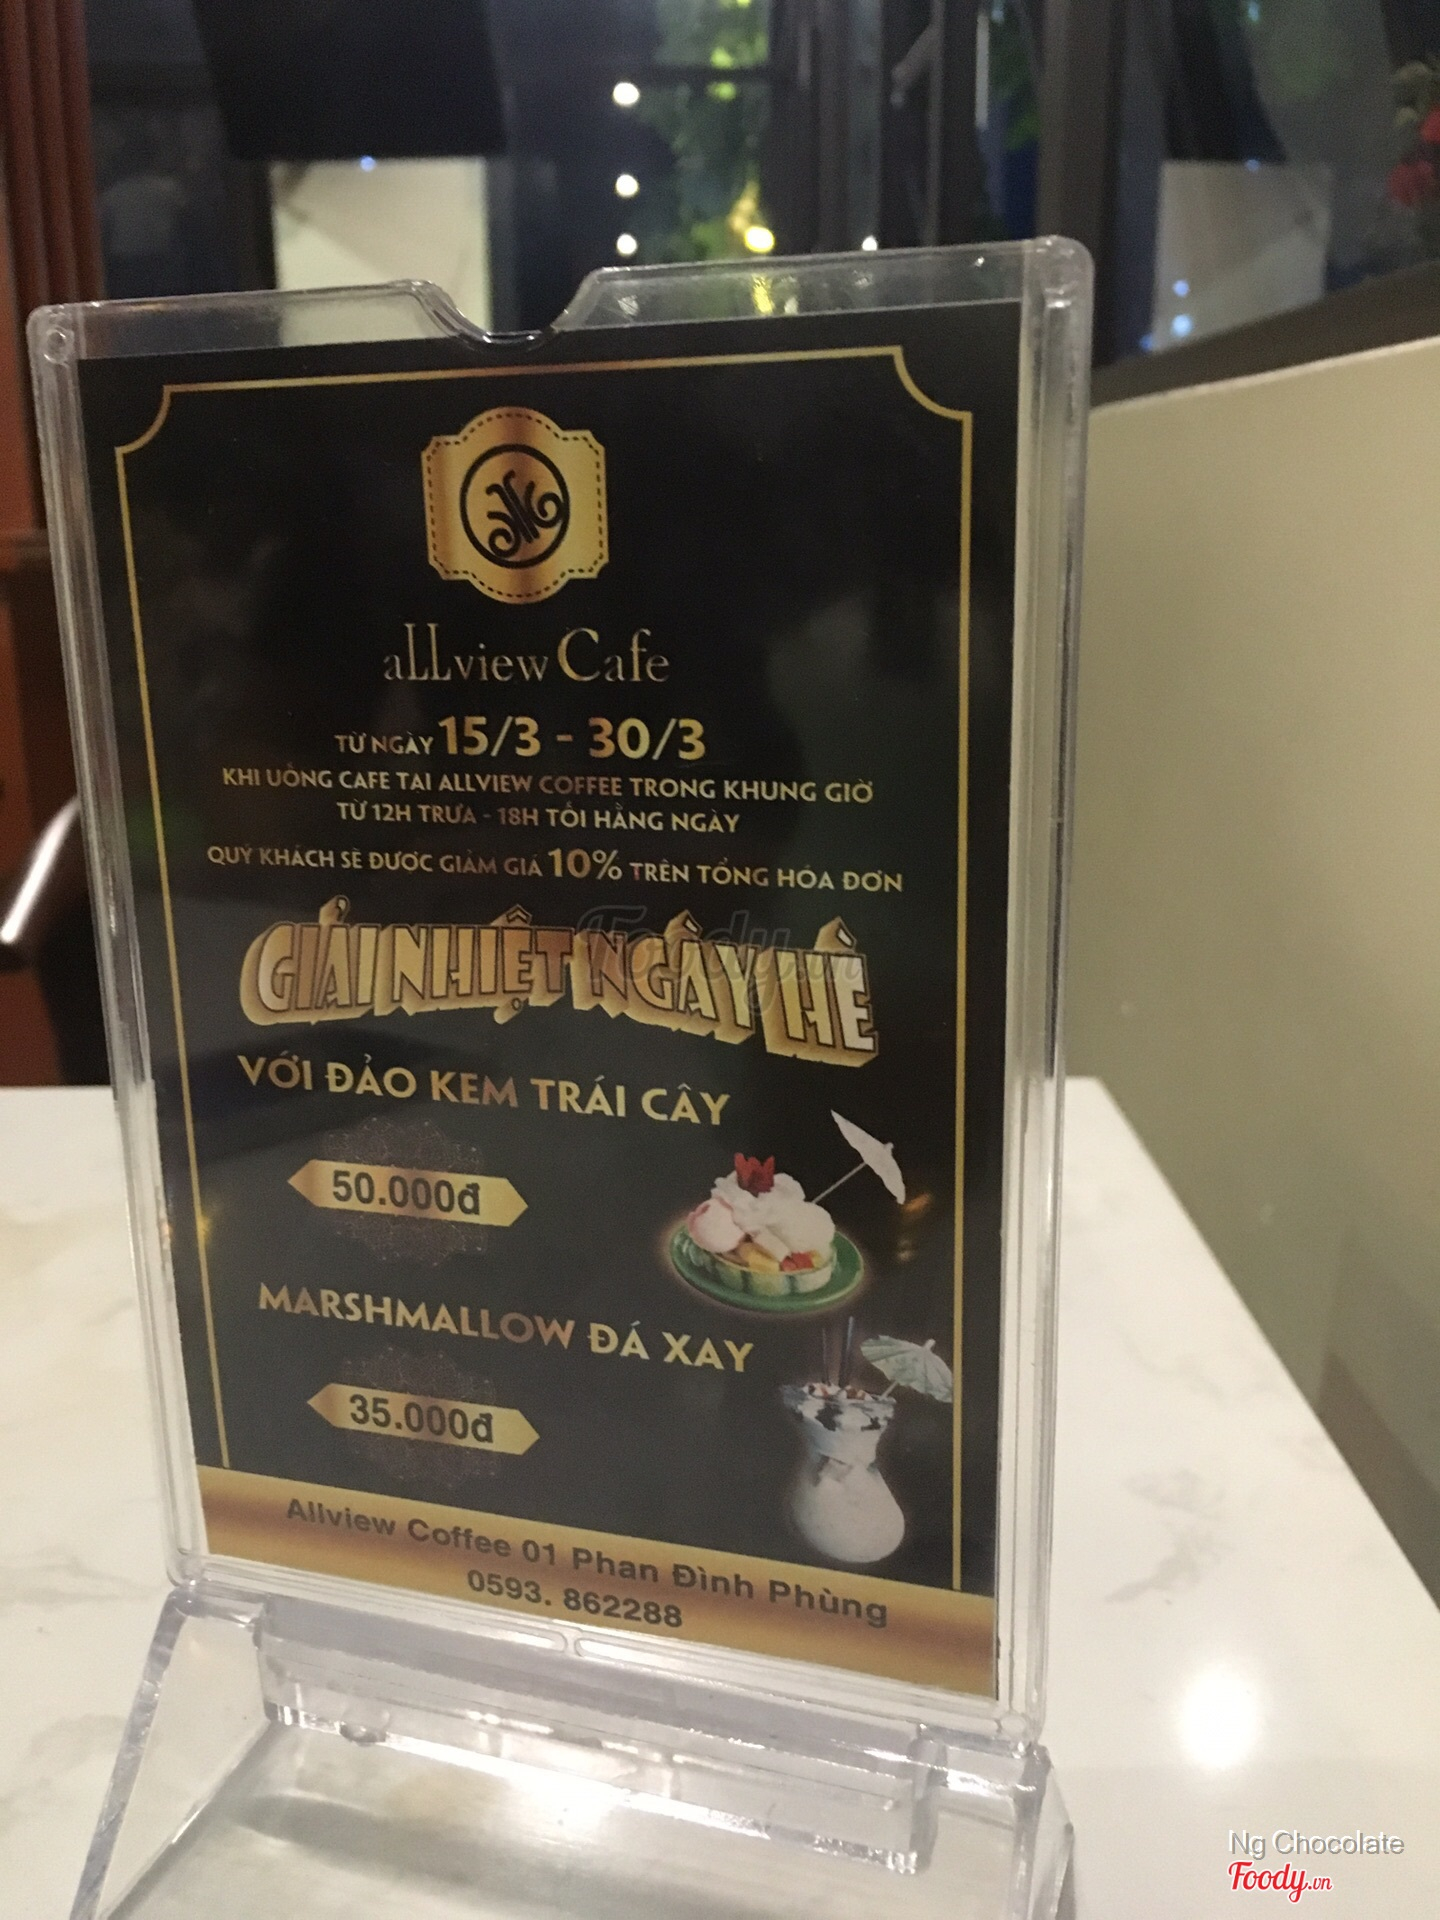 aLLview Cafe
TỪ NGÀY 15/3 - 30/3
KHI UỐNG CAFE TẠI ALLVIEW COFFEE TRONG KHUNG GIỜ
TỪ 12H TRƯA - 18H TỐI HẰNG NGÀY
QUÝ KHÁCH SẼ ĐƯỢC GIẢM GIÁ 10% TRÊN TỔNG HÓA ĐƠN
GIẢI NHIỆT NGÀY HÈ
Foody.vn
VỚI ĐẢO KEM TRÁI CÂY
50.000đ
MARSHMALLOW ĐÁ XAY
35.000đ
Allview Coffee 01 Phan Đình Phùng
0593. 862288
Ng Chocolate
Foody.vn